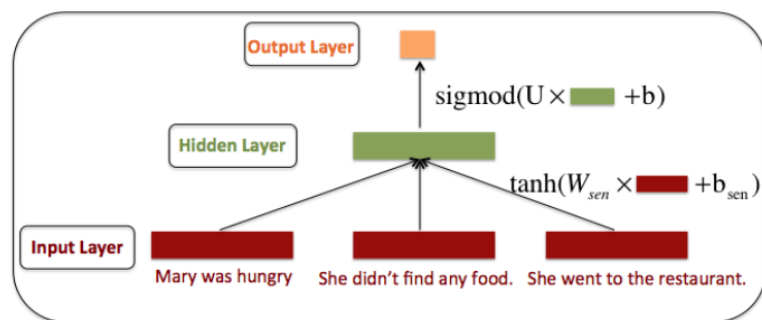 Output Layer
sigmod(U × +b)
Hidden Layer
tanh(W_sen × +b_sen)
Input Layer
Mary was hungry
She didn't find any food.
She went to the restaurant.